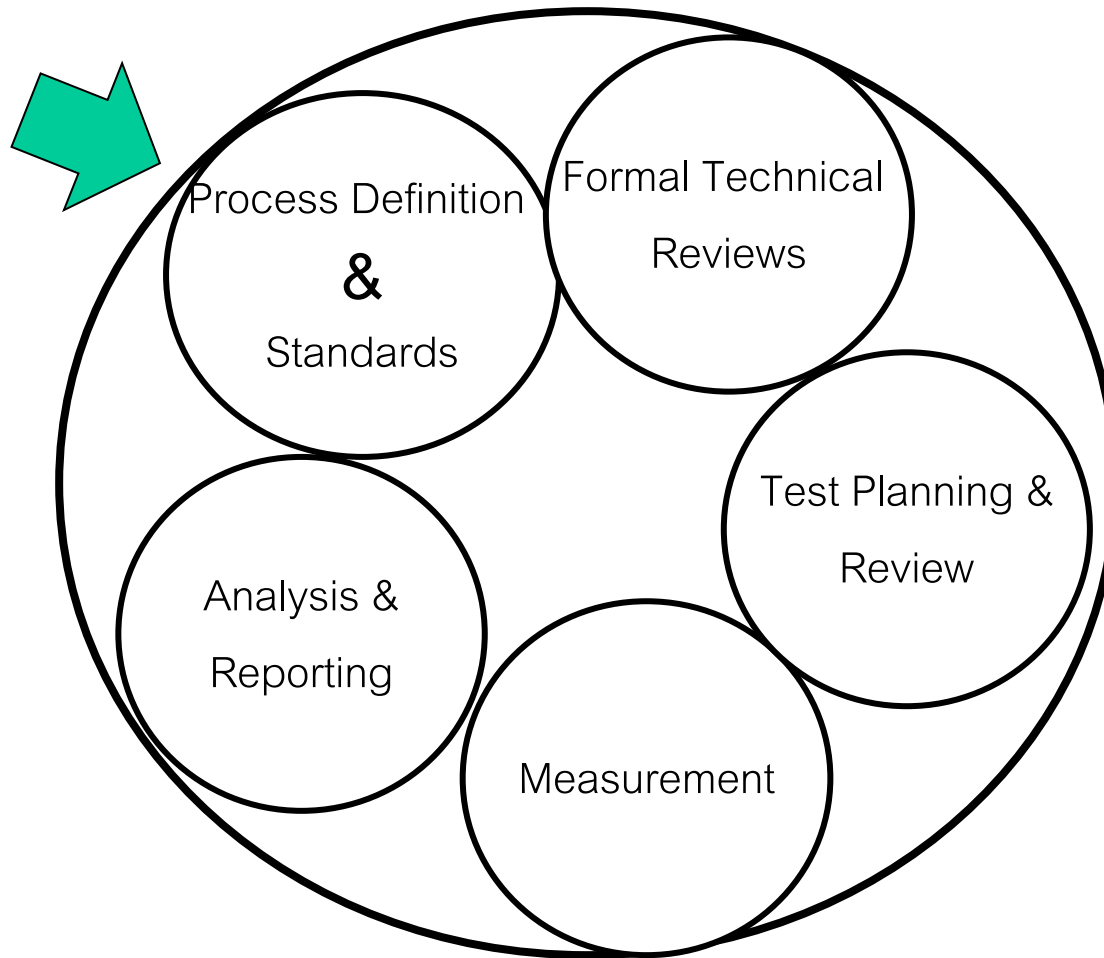 Process Definition
&
Standards
Formal Technical
Reviews
Test Planning &
Review
Analysis &
Reporting
Measurement